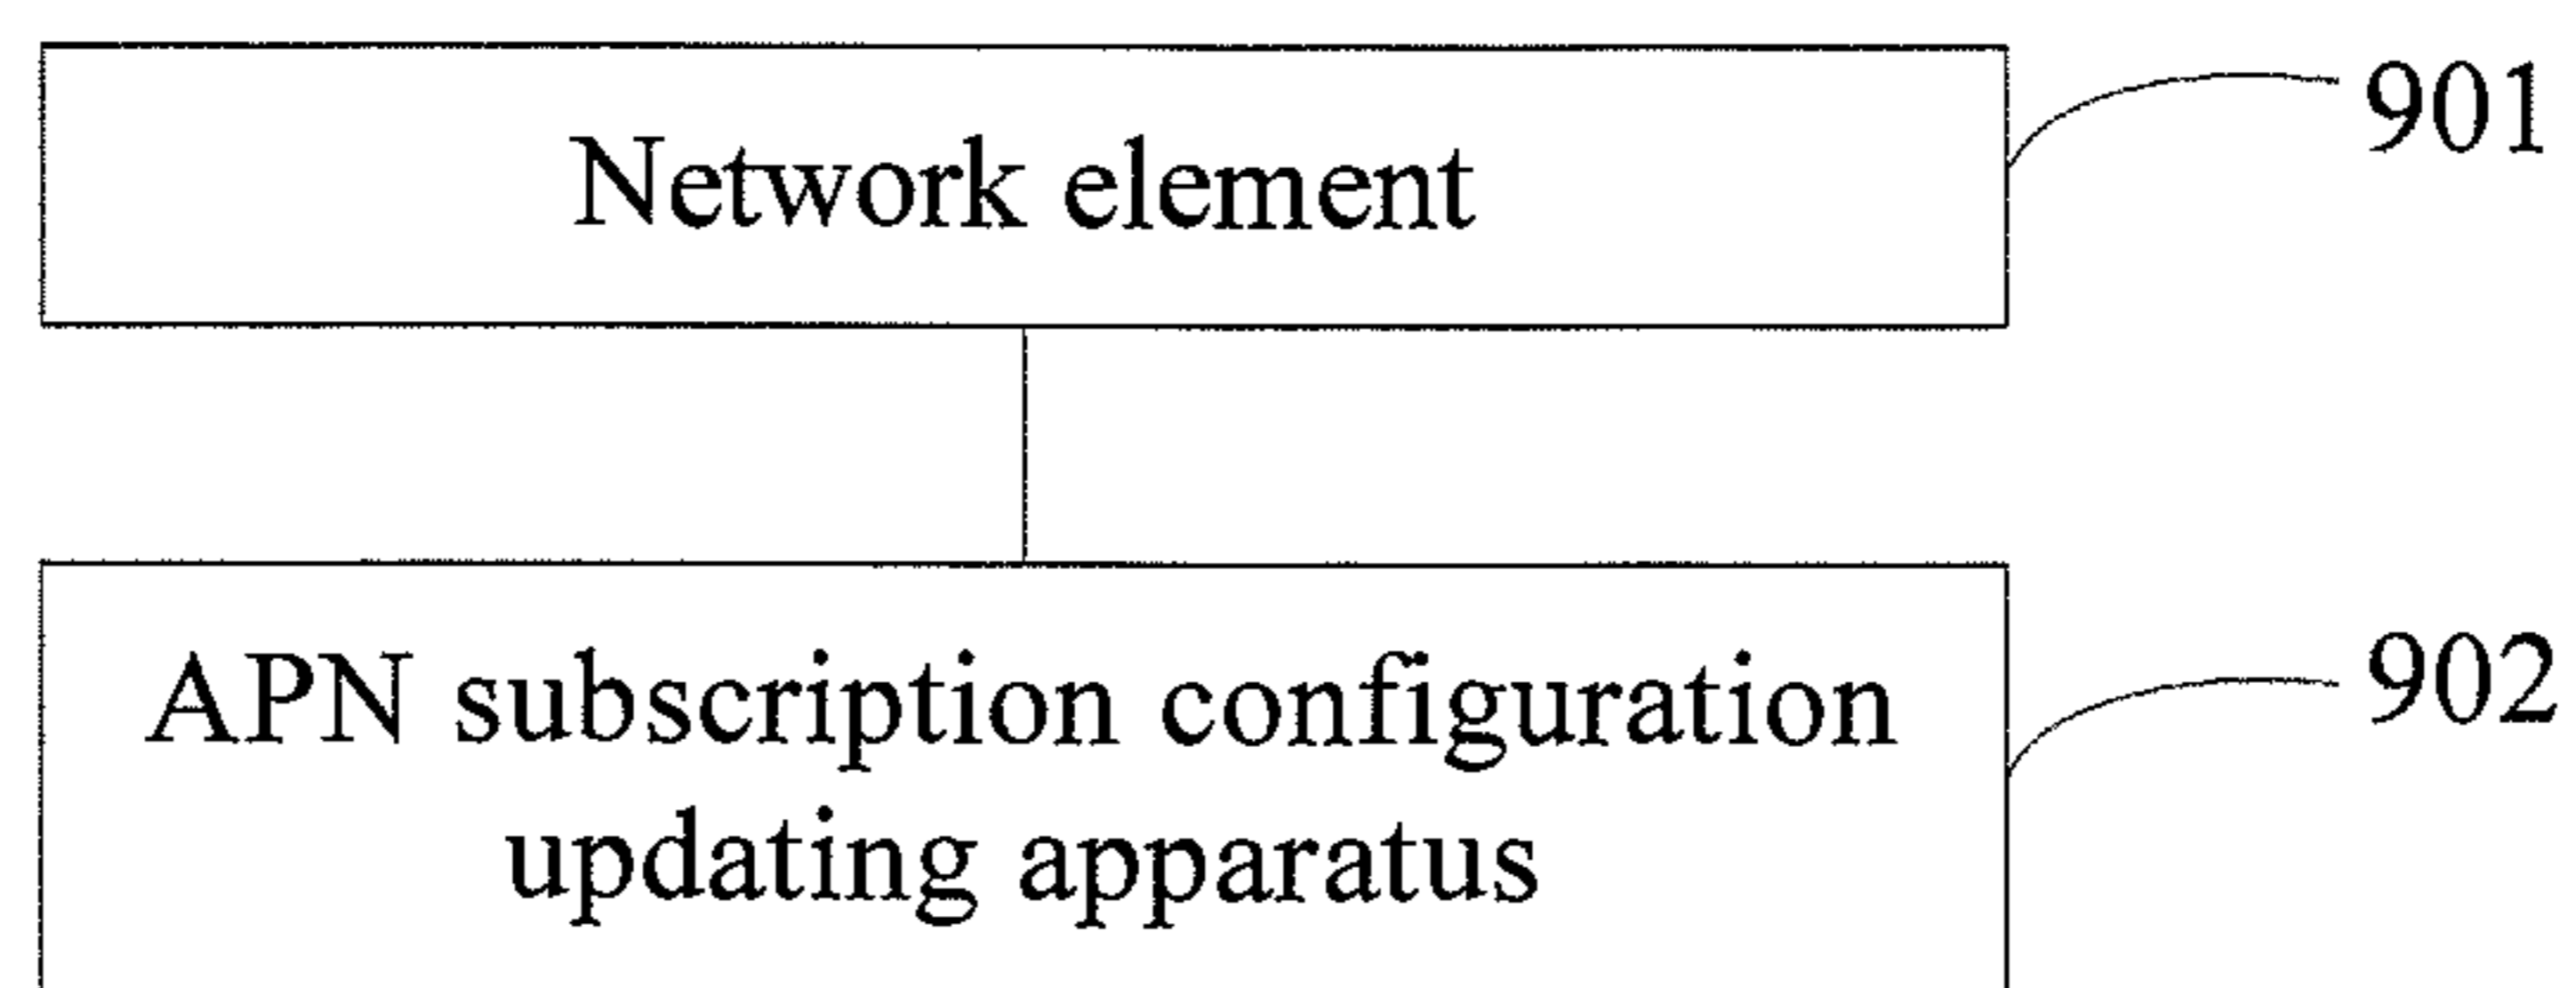 Network element
901
APN subscription configuration
updating apparatus
902